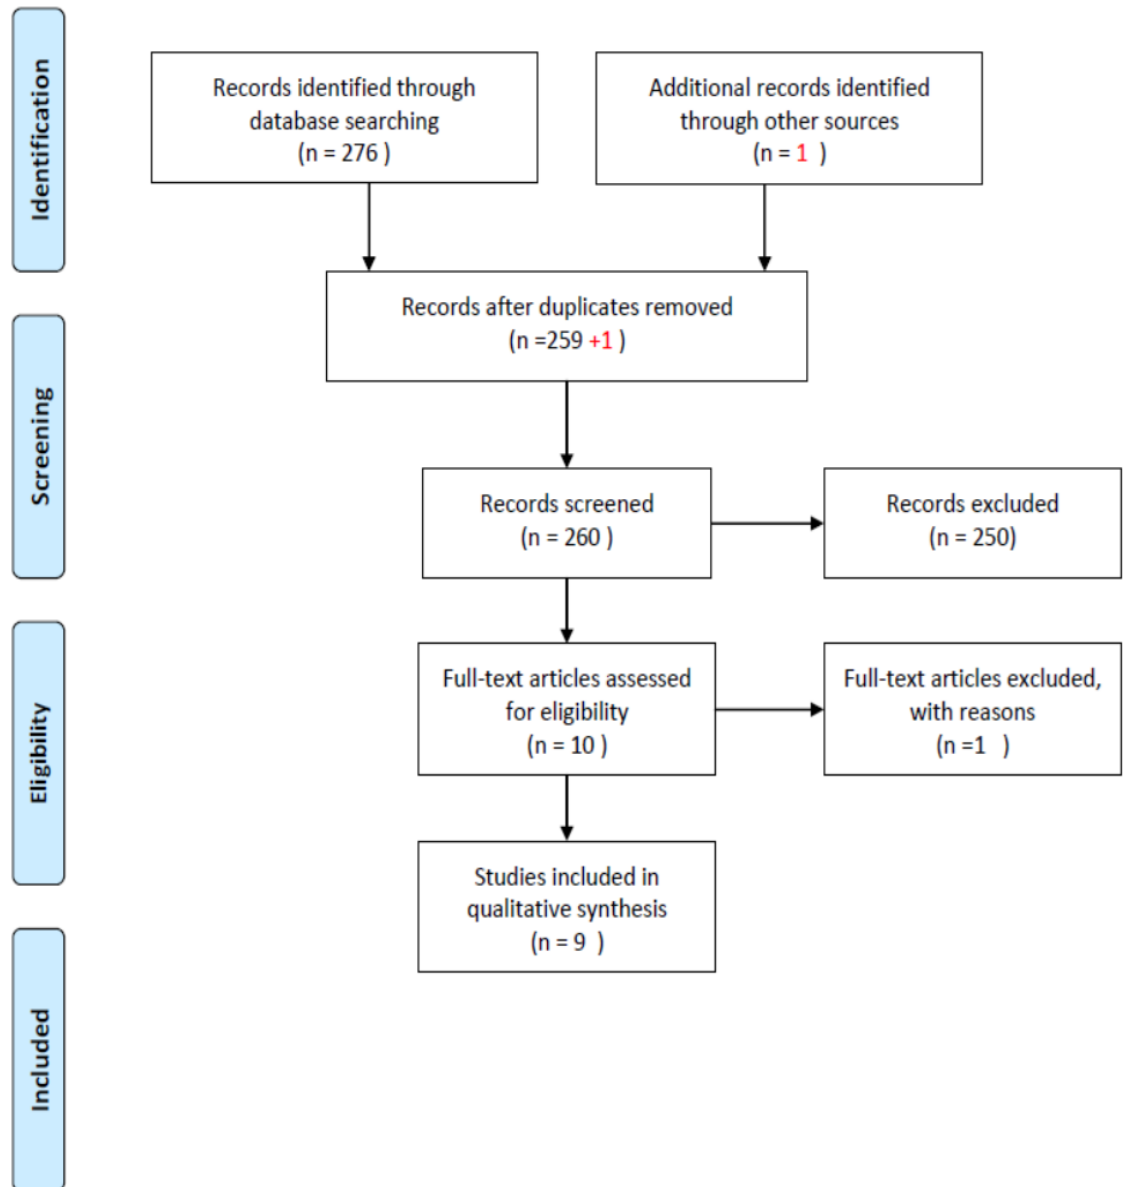 Identification
Records identified through
database searching
(n = 276 )
Additional records identified
through other sources
(n = 1 )
Records after duplicates removed
(n =259 +1 )
Screening
Records screened
(n = 260 )
Records excluded
(n = 250)
Eligibility
Full-text articles assessed
for eligibility
(n = 10 )
Full-text articles excluded,
with reasons
(n =1 )
Studies included in
qualitative synthesis
(n = 9 )
Included